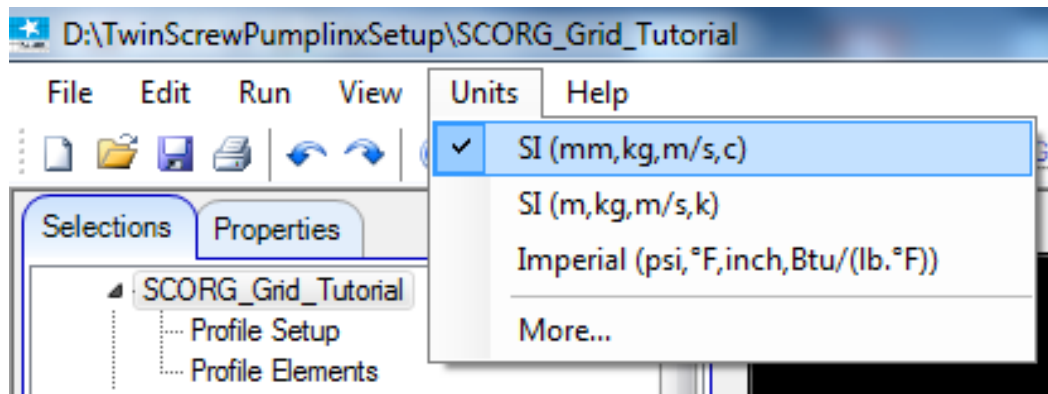 D:\TwinScrewPumplinxSetup\SCORG_Grid_Tutorial
File Edit Run View Units Help
SI (mm,kg,m/s,c)
SI (m,kg,m/s,k)
Imperial (psi,°F,inch,Btu/(lb.°F))
More...
Selections Properties
SCORG_Grid_Tutorial
Profile Setup
Profile Elements